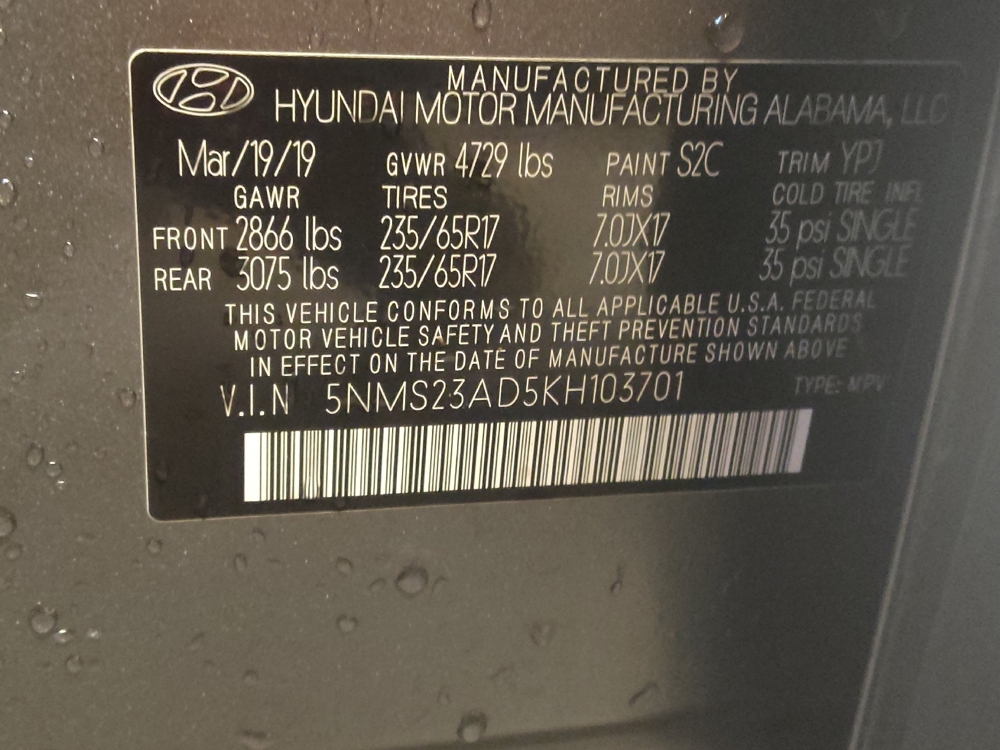 MANUFACTURED BY
HYUNDAI MOTOR MANUFACTURING ALABAMA, LLC
Mar/19/19 GVWR 4729 lbs PAINT S2C TRIM YPJ
GAWR TIRES RIMS COLD TIRE INFL
FRONT 2866 lbs 235/65R17 7.0JX17 35 psi SINGLE
REAR 3075 lbs 235/65R17 7.0JX17 35 psi SINGLE
THIS VEHICLE CONFORMS TO ALL APPLICABLE U.S.A. FEDERAL
MOTOR VEHICLE SAFETY AND THEFT PREVENTION STANDARDS
IN EFFECT ON THE DATE OF MANUFACTURE SHOWN ABOVE
V.I.N 5NMS23AD5KH103701 TYPE: MPV